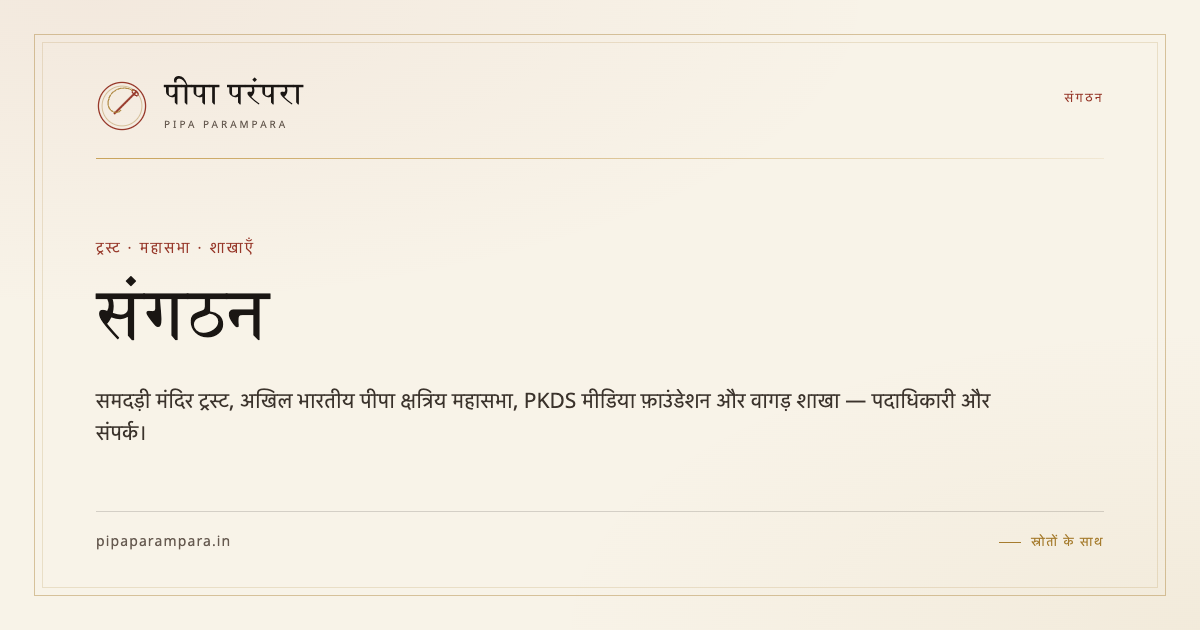 पीपा परंपरा
PIPA PARAMPARA
संगठन
ट्रस्ट · महासभा · शाखाएँ
संगठन
समदड़ी मंदिर ट्रस्ट, अखिल भारतीय पीपा क्षत्रिय महासभा, PKDS मीडिया फ़ाउंडेशन और वागड़ शाखा — पदाधिकारी और
संपर्क।
pipaparampara.in
स्रोतों के साथ